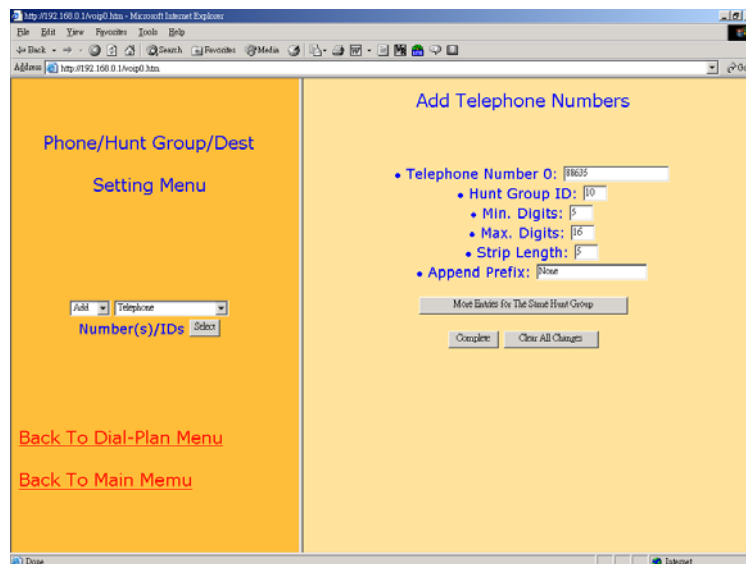 http://192.168.0.1/voip0.htm - Microsoft Internet Explorer
File Edit View Favorites Tools Help
Back Search Favorites Media
Address http://192.168.0.1/voip0.htm Go
Phone/Hunt Group/Dest
Setting Menu
Add Telephone
Number(s)/IDs Select
Back To Dial-Plan Menu
Back To Main Memu
Add Telephone Numbers
• Telephone Number 0: 88635
• Hunt Group ID: 10
• Min. Digits: 5
• Max. Digits: 16
• Strip Length: 5
• Append Prefix: None
More Entries for The Same Hunt Group
Complete Clear All Changes
Done Internet